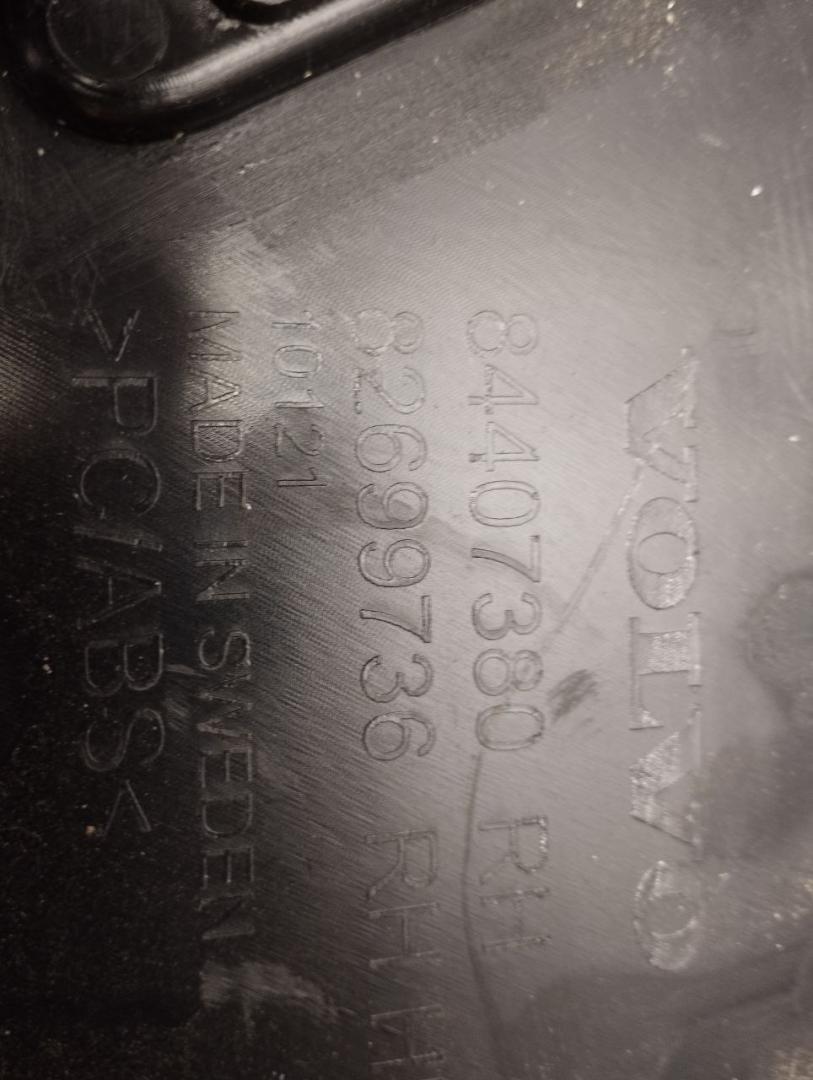 VOLVO
84407380 RH
82699736 RH H
10121
MADE IN SWEDEN
>PC/ABS<